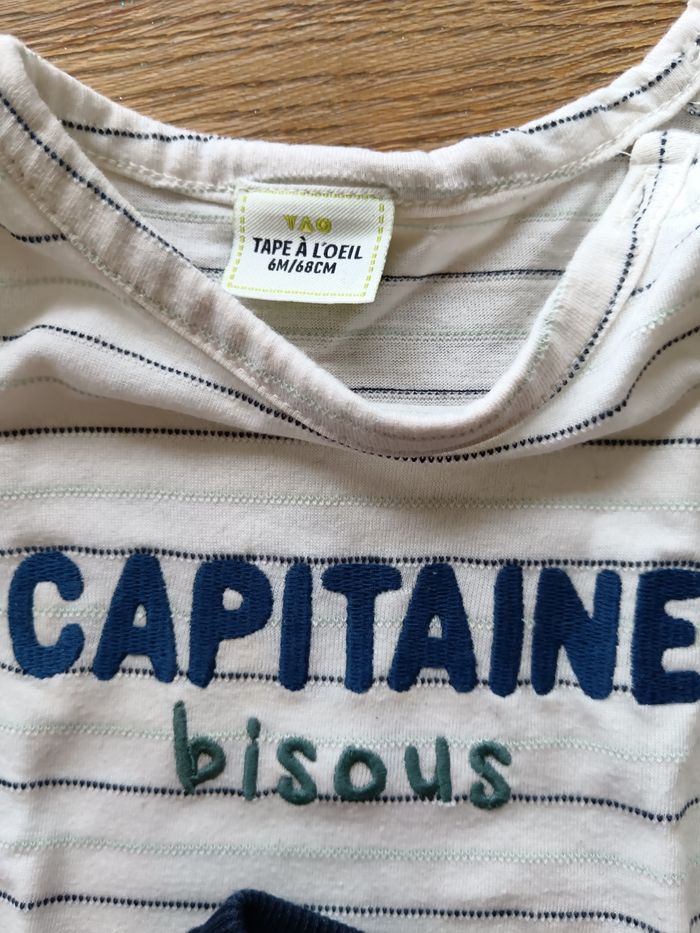 TAO
TAPE À L'OEIL
6M/68CM
CAPITAINE
bisous